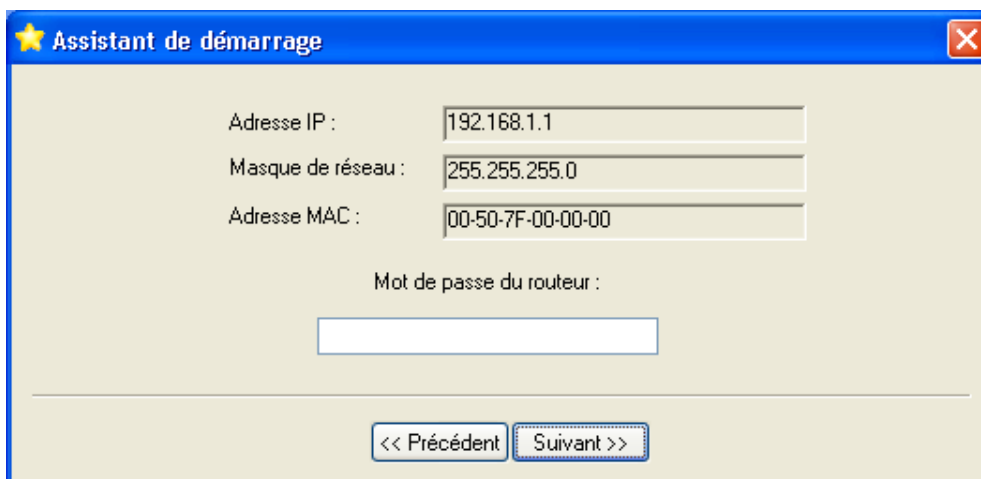 Assistant de démarrage
Adresse IP : 192.168.1.1
Masque de réseau : 255.255.255.0
Adresse MAC : 00-50-7F-00-00-00
Mot de passe du routeur :
<< Précédent Suivant >>